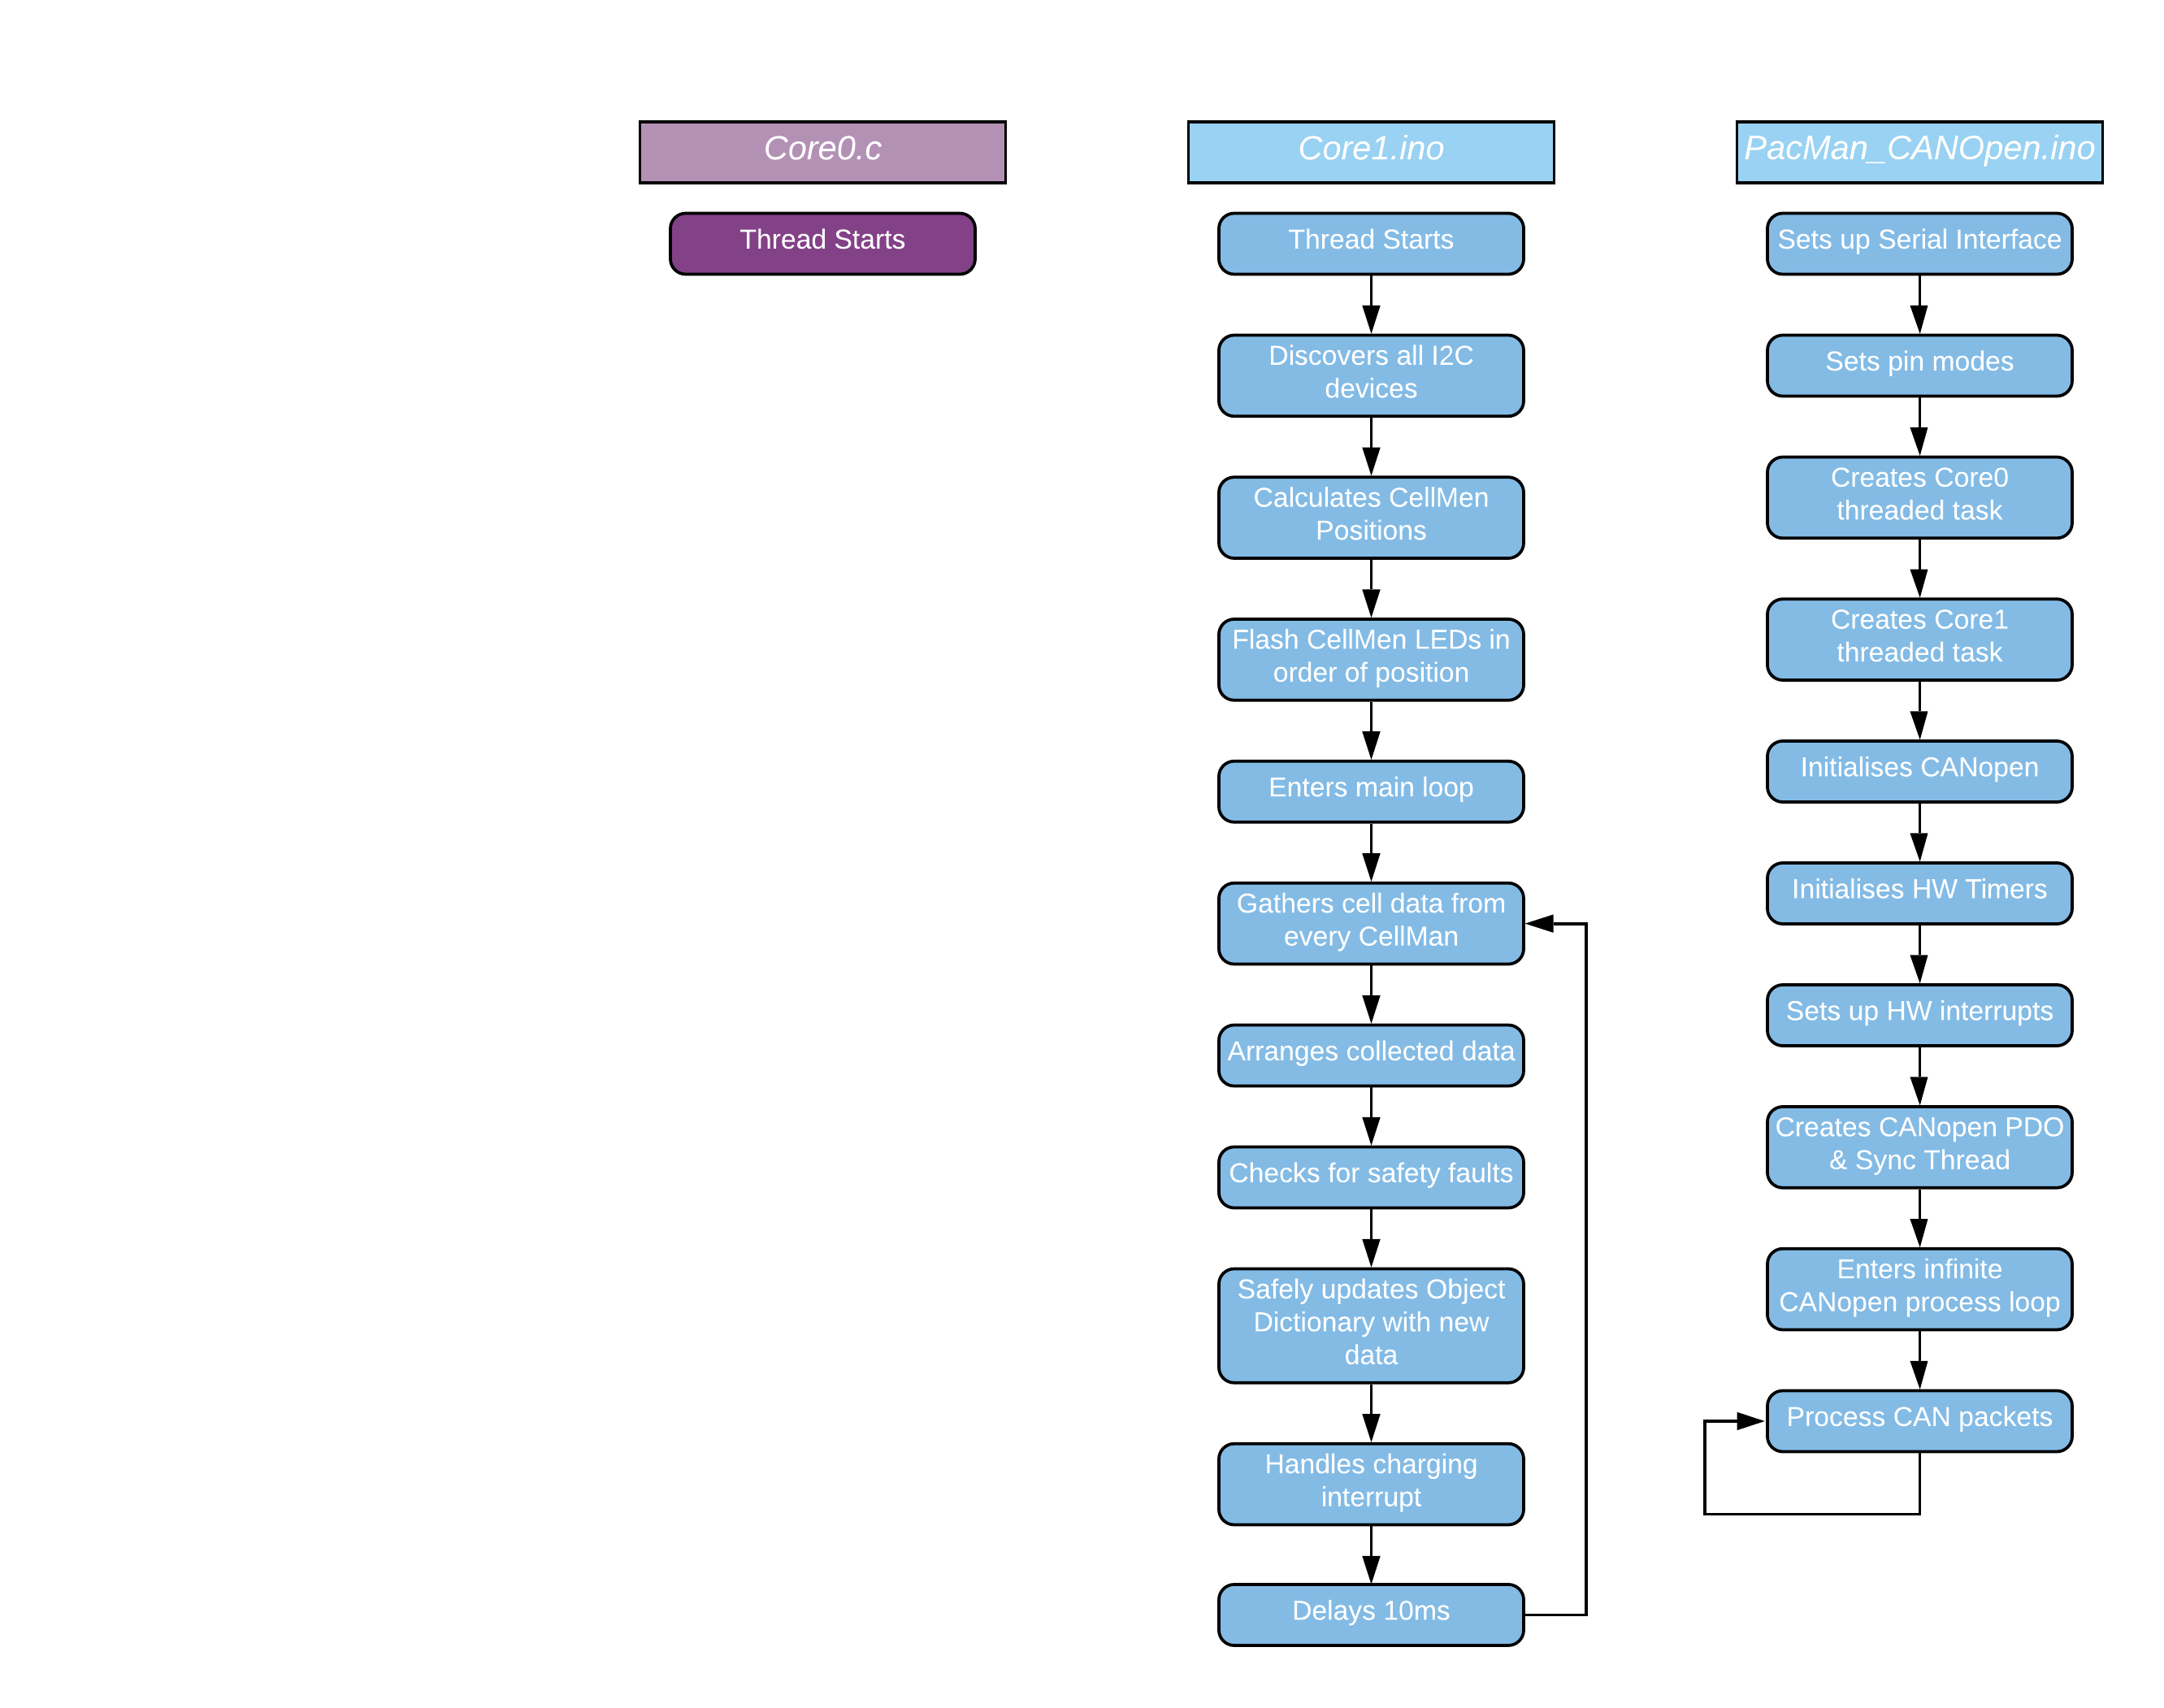 Core0.c
Thread Starts
Core1.ino
Thread Starts
Discovers all I2C
devices
Calculates CellMen
Positions
Flash CellMen LEDs in
order of position
Enters main loop
Gathers cell data from
every CellMan
Arranges collected data
Checks for safety faults
Safely updates Object
Dictionary with new
data
Handles charging
interrupt
Delays 10ms
PacMan_CANOpen.ino
Sets up Serial Interface
Sets pin modes
Creates Core0
threaded task
Creates Core1
threaded task
Initialises CANopen
Initialises HW Timers
Sets up HW interrupts
Creates CANopen PDO
& Sync Thread
Enters infinite
CANopen process loop
Process CAN packets